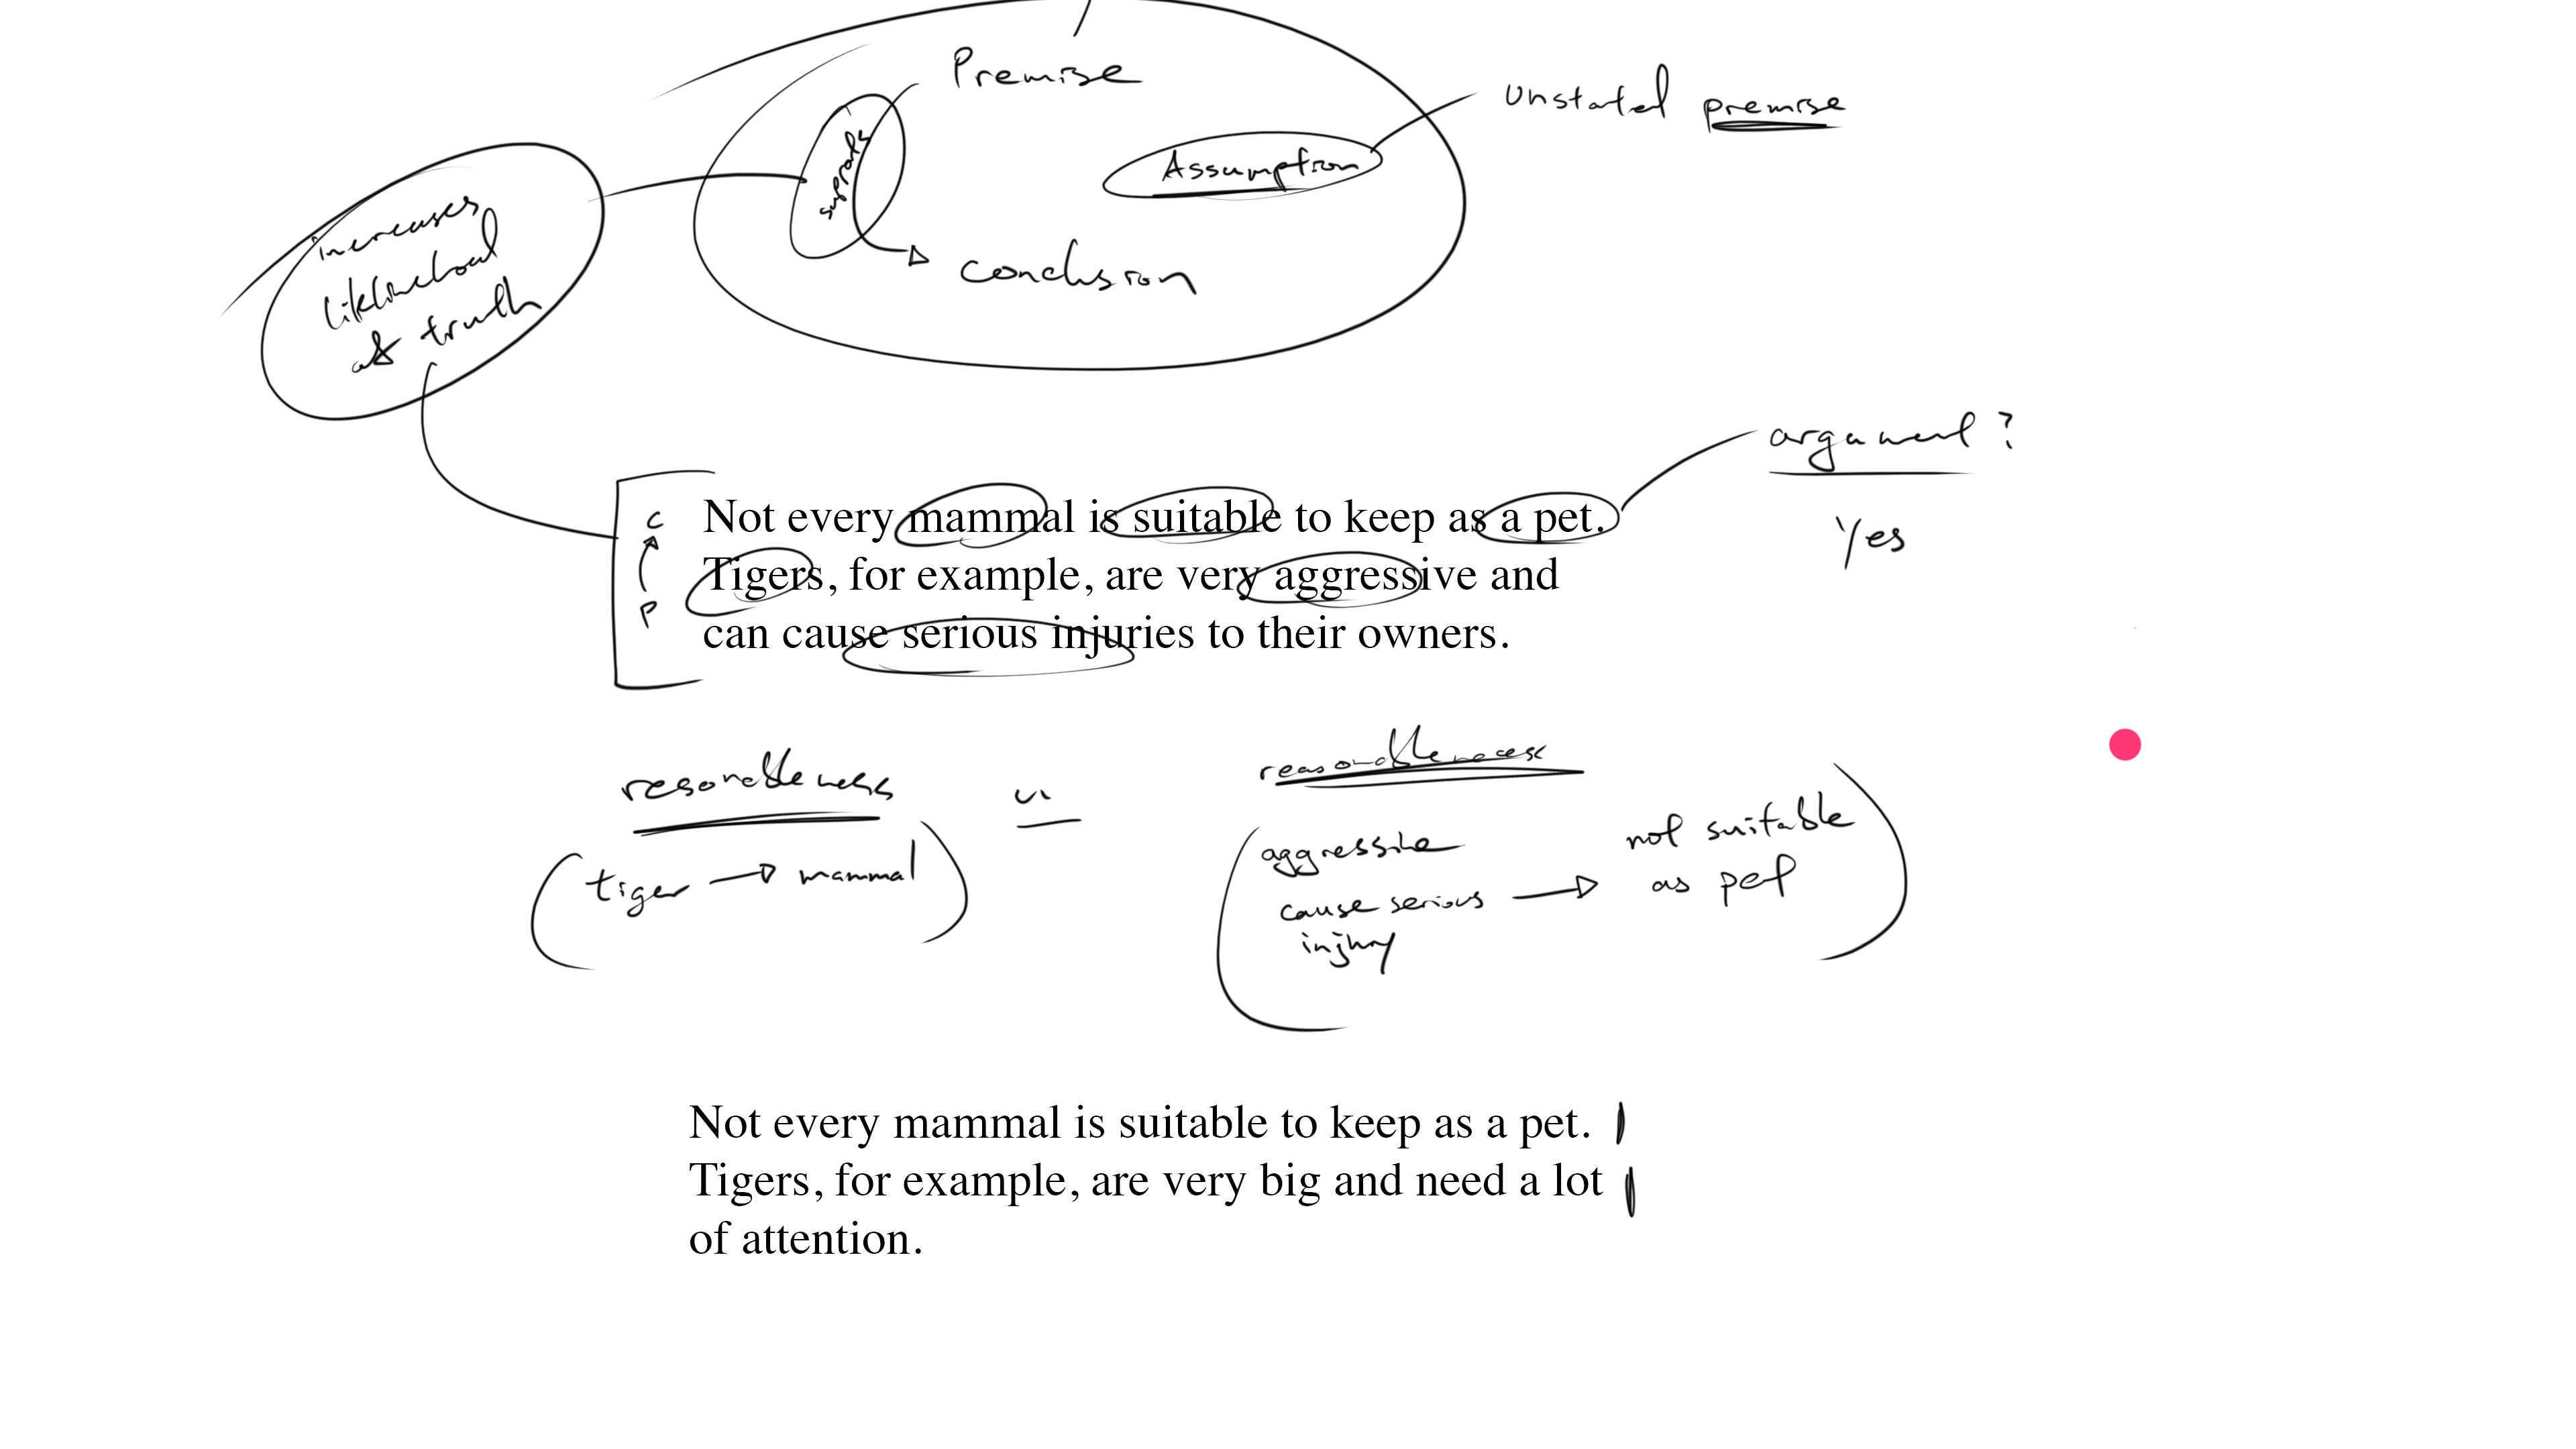 Premise
Unstated premise
supports
Assumption
increases
likelihood
of truth
conclusion
argument?
Yes
C
P
Not every mammal is suitable to keep as a pet.
Tigers, for example, are very aggressive and
can cause serious injuries to their owners.
resonableness
tiger → mammal
aggressive
cause serious → not suitable
injury
as pet
Not every mammal is suitable to keep as a pet.
Tigers, for example, are very big and need a lot
of attention.